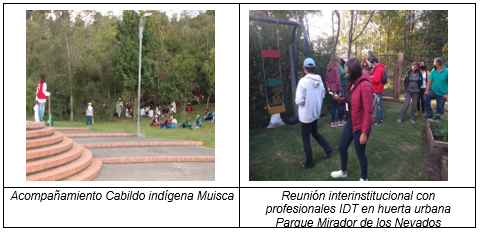 Acompañamiento Cabildo indígena Muisca
Reunión interinstitucional con
profesionales IDT en huerta urbana
Parque Mirador de los Nevados